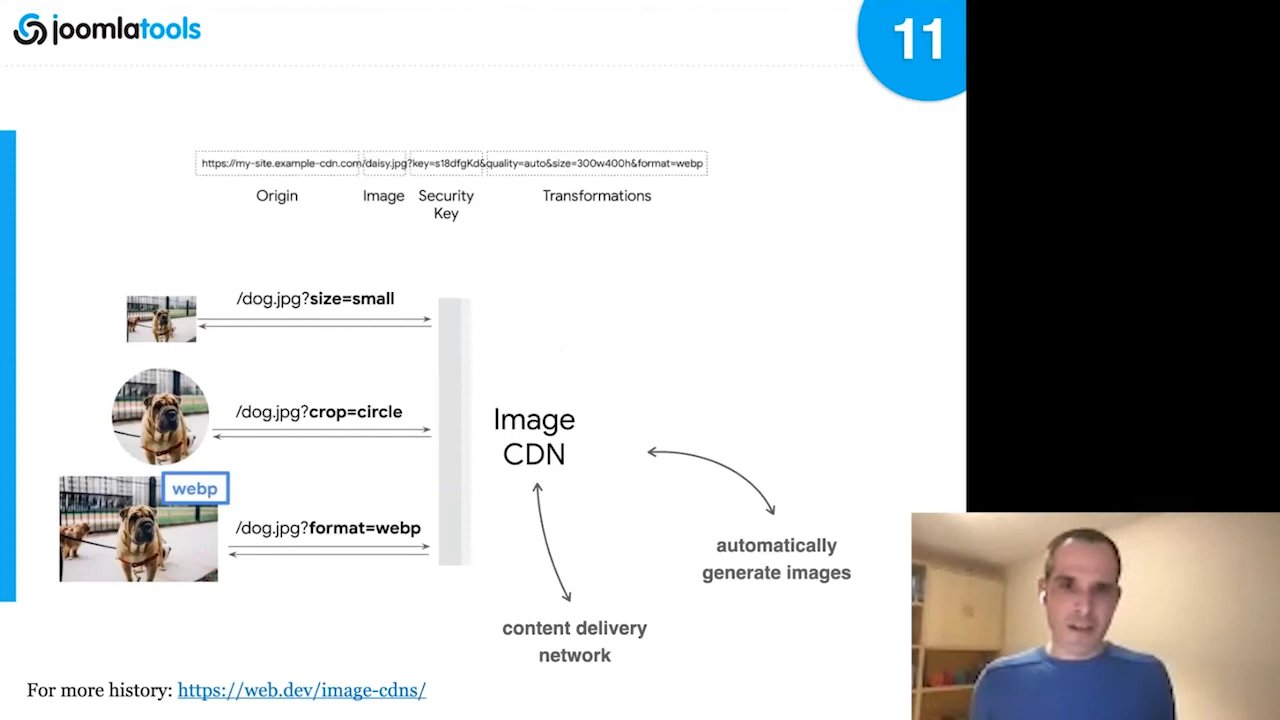 joomlatools
11
https://my-site.example-cdn.com/daisy.jpg?key=s18dfgKd&quality=auto&size=300w400h&format=webp
Origin
Image
Security
Key
Transformations
/dog.jpg?size=small
/dog.jpg?crop=circle
webp
/dog.jpg?format=webp
Image
CDN
automatically
generate images
content delivery
network
For more history: https://web.dev/image-cdns/